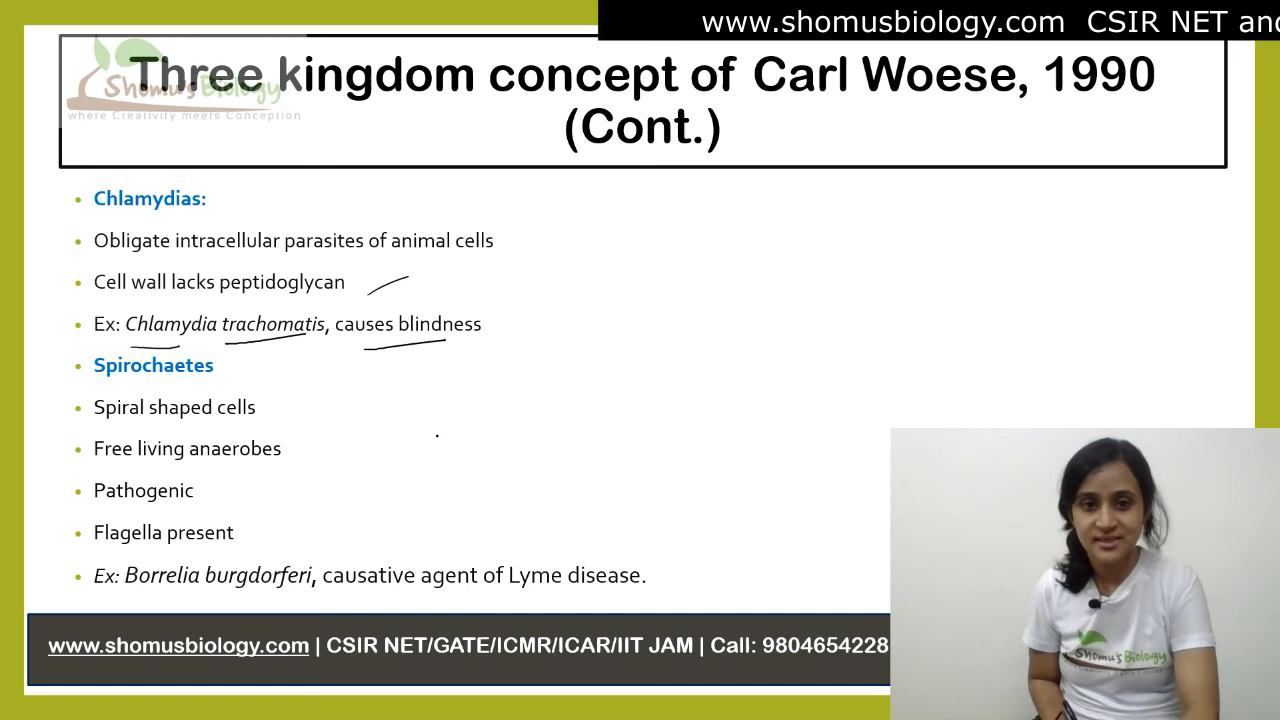 www.shomusbiology.com CSIR NET and
Three kingdom concept of Carl Woese, 1990
(Cont.)
Shomu's Biology
where Creativity meets Conception
Chlamydias:
Obligate intracellular parasites of animal cells
Cell wall lacks peptidoglycan
Ex: Chlamydia trachomatis, causes blindness
Spirochaetes
Spiral shaped cells
Free living anaerobes
Pathogenic
Flagella present
Ex: Borrelia burgdorferi, causative agent of Lyme disease.
www.shomusbiology.com | CSIR NET/GATE/ICMR/ICAR/IIT JAM | Call: 9804654228
Shomu's Biology